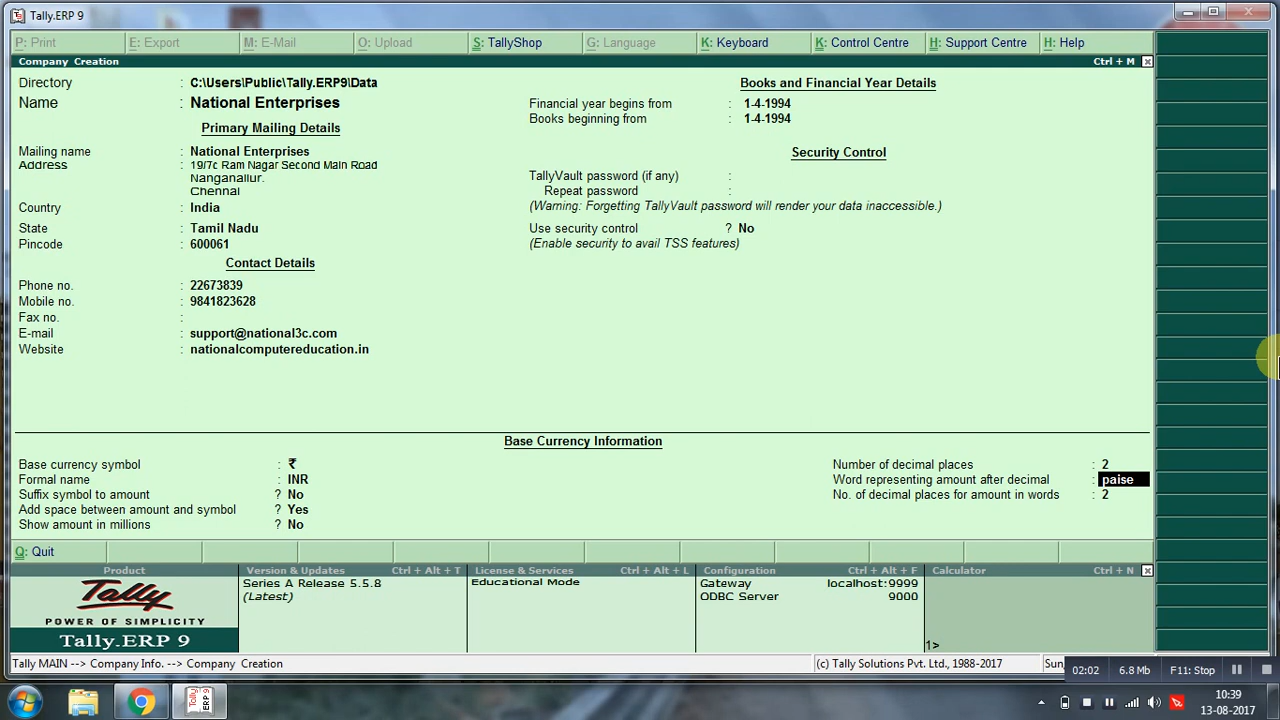 Tally.ERP 9
P: Print E: Export M: E-Mail O: Upload S: TallyShop G: Language K: Keyboard K: Control Centre H: Support Centre H: Help
Company Creation Ctrl + M
Directory : C:\Users\Public\Tally.ERP9\Data
Name : National Enterprises
Primary Mailing Details
Mailing name : National Enterprises
Address : 19/7c Ram Nagar Second Main Road
Nanganallur.
Chennai
Country : India
State : Tamil Nadu
Pincode : 600061
Contact Details
Phone no. : 22673839
Mobile no. : 9841823628
Fax no. :
E-mail : support@national3c.com
Website : nationalcomputereducation.in
Books and Financial Year Details
Financial year begins from : 1-4-1994
Books beginning from : 1-4-1994
Security Control
TallyVault password (if any) :
Repeat password :
(Warning: Forgetting TallyVault password will render your data inaccessible.)
Use security control ? No
(Enable security to avail TSS features)
Base Currency Information
Base currency symbol : ₹
Formal name : INR
Suffix symbol to amount ? No
Add space between amount and symbol ? Yes
Show amount in millions ? No
Number of decimal places : 2
Word representing amount after decimal : paise
No. of decimal places for amount in words : 2
Q: Quit
Product
Tally
POWER OF SIMPLICITY
Tally.ERP 9
Version & Updates Ctrl + Alt + T
Series A Release 5.5.8
(Latest)
License & Services Ctrl + Alt + L
Educational Mode
Configuration Ctrl + Alt + F
Gateway localhost:9999
ODBC Server 9000
Calculator Ctrl + N
1>
Tally MAIN --> Company Info. --> Company Creation (c) Tally Solutions Pvt. Ltd., 1988-2017 Sun,
02:02 6.8 Mb F11: Stop
10:39
13-08-2017